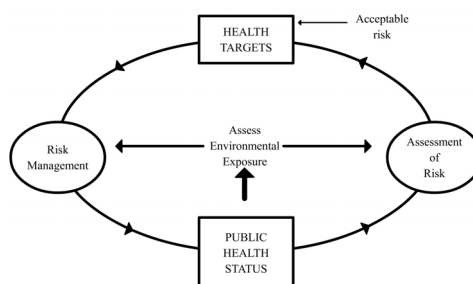 HEALTH
TARGETS
Acceptable
risk
Risk
Management
Assess
Environmental
Exposure
Assessment
of
Risk
PUBLIC
HEALTH
STATUS